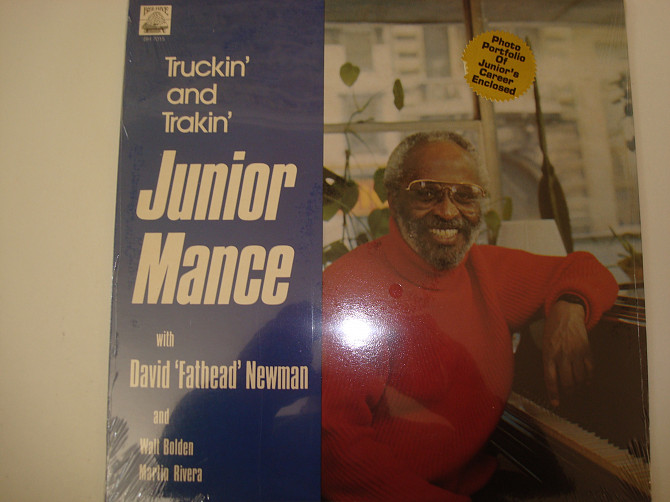 Truckin'
and
Trakin'
Junior
Mance
with
David 'Fathead' Newman
and
Walt Bolden
Martin Rivera
Photo
Portfolio
Of
Junior's
Career
Enclosed